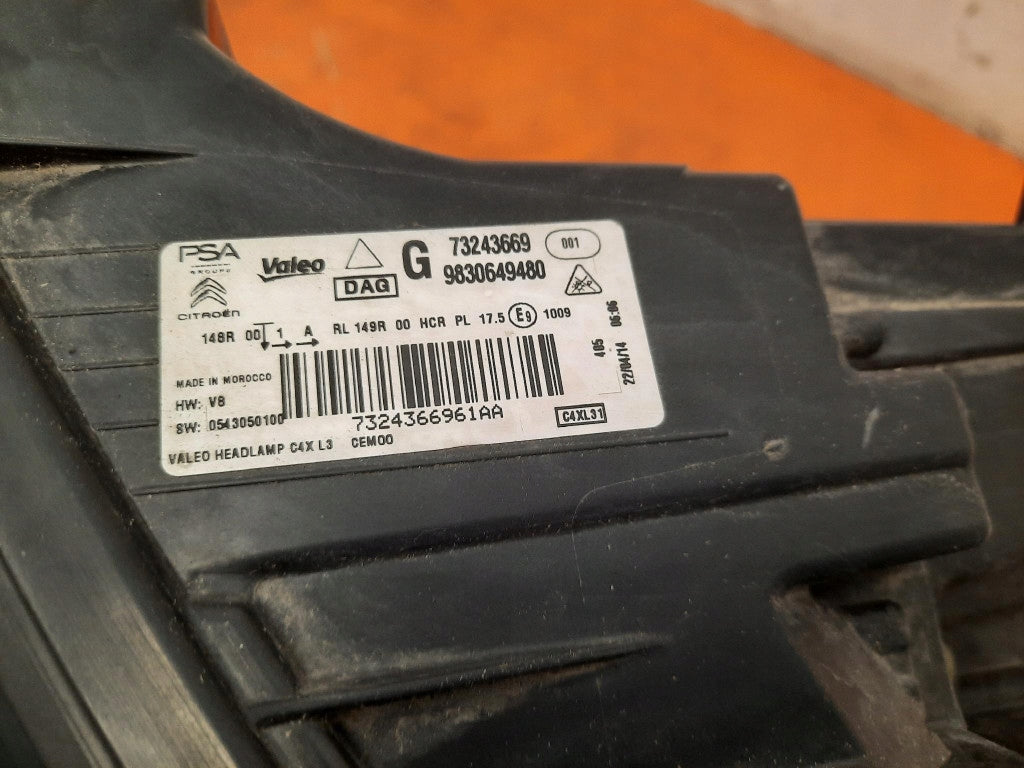 PSA
GROUPE
CITROËN
Valeo
DAG
G
73243669
9830649480
001
148R 00 1 A RL 149R 00 HCR PL 17.5 E9 1009
MADE IN MOROCCO
HW: V8
SW: 0543050100
7324366961AA
C4XL31
VALEO HEADLAMP C4X L3 CEM00
405
22/04/14 06:06